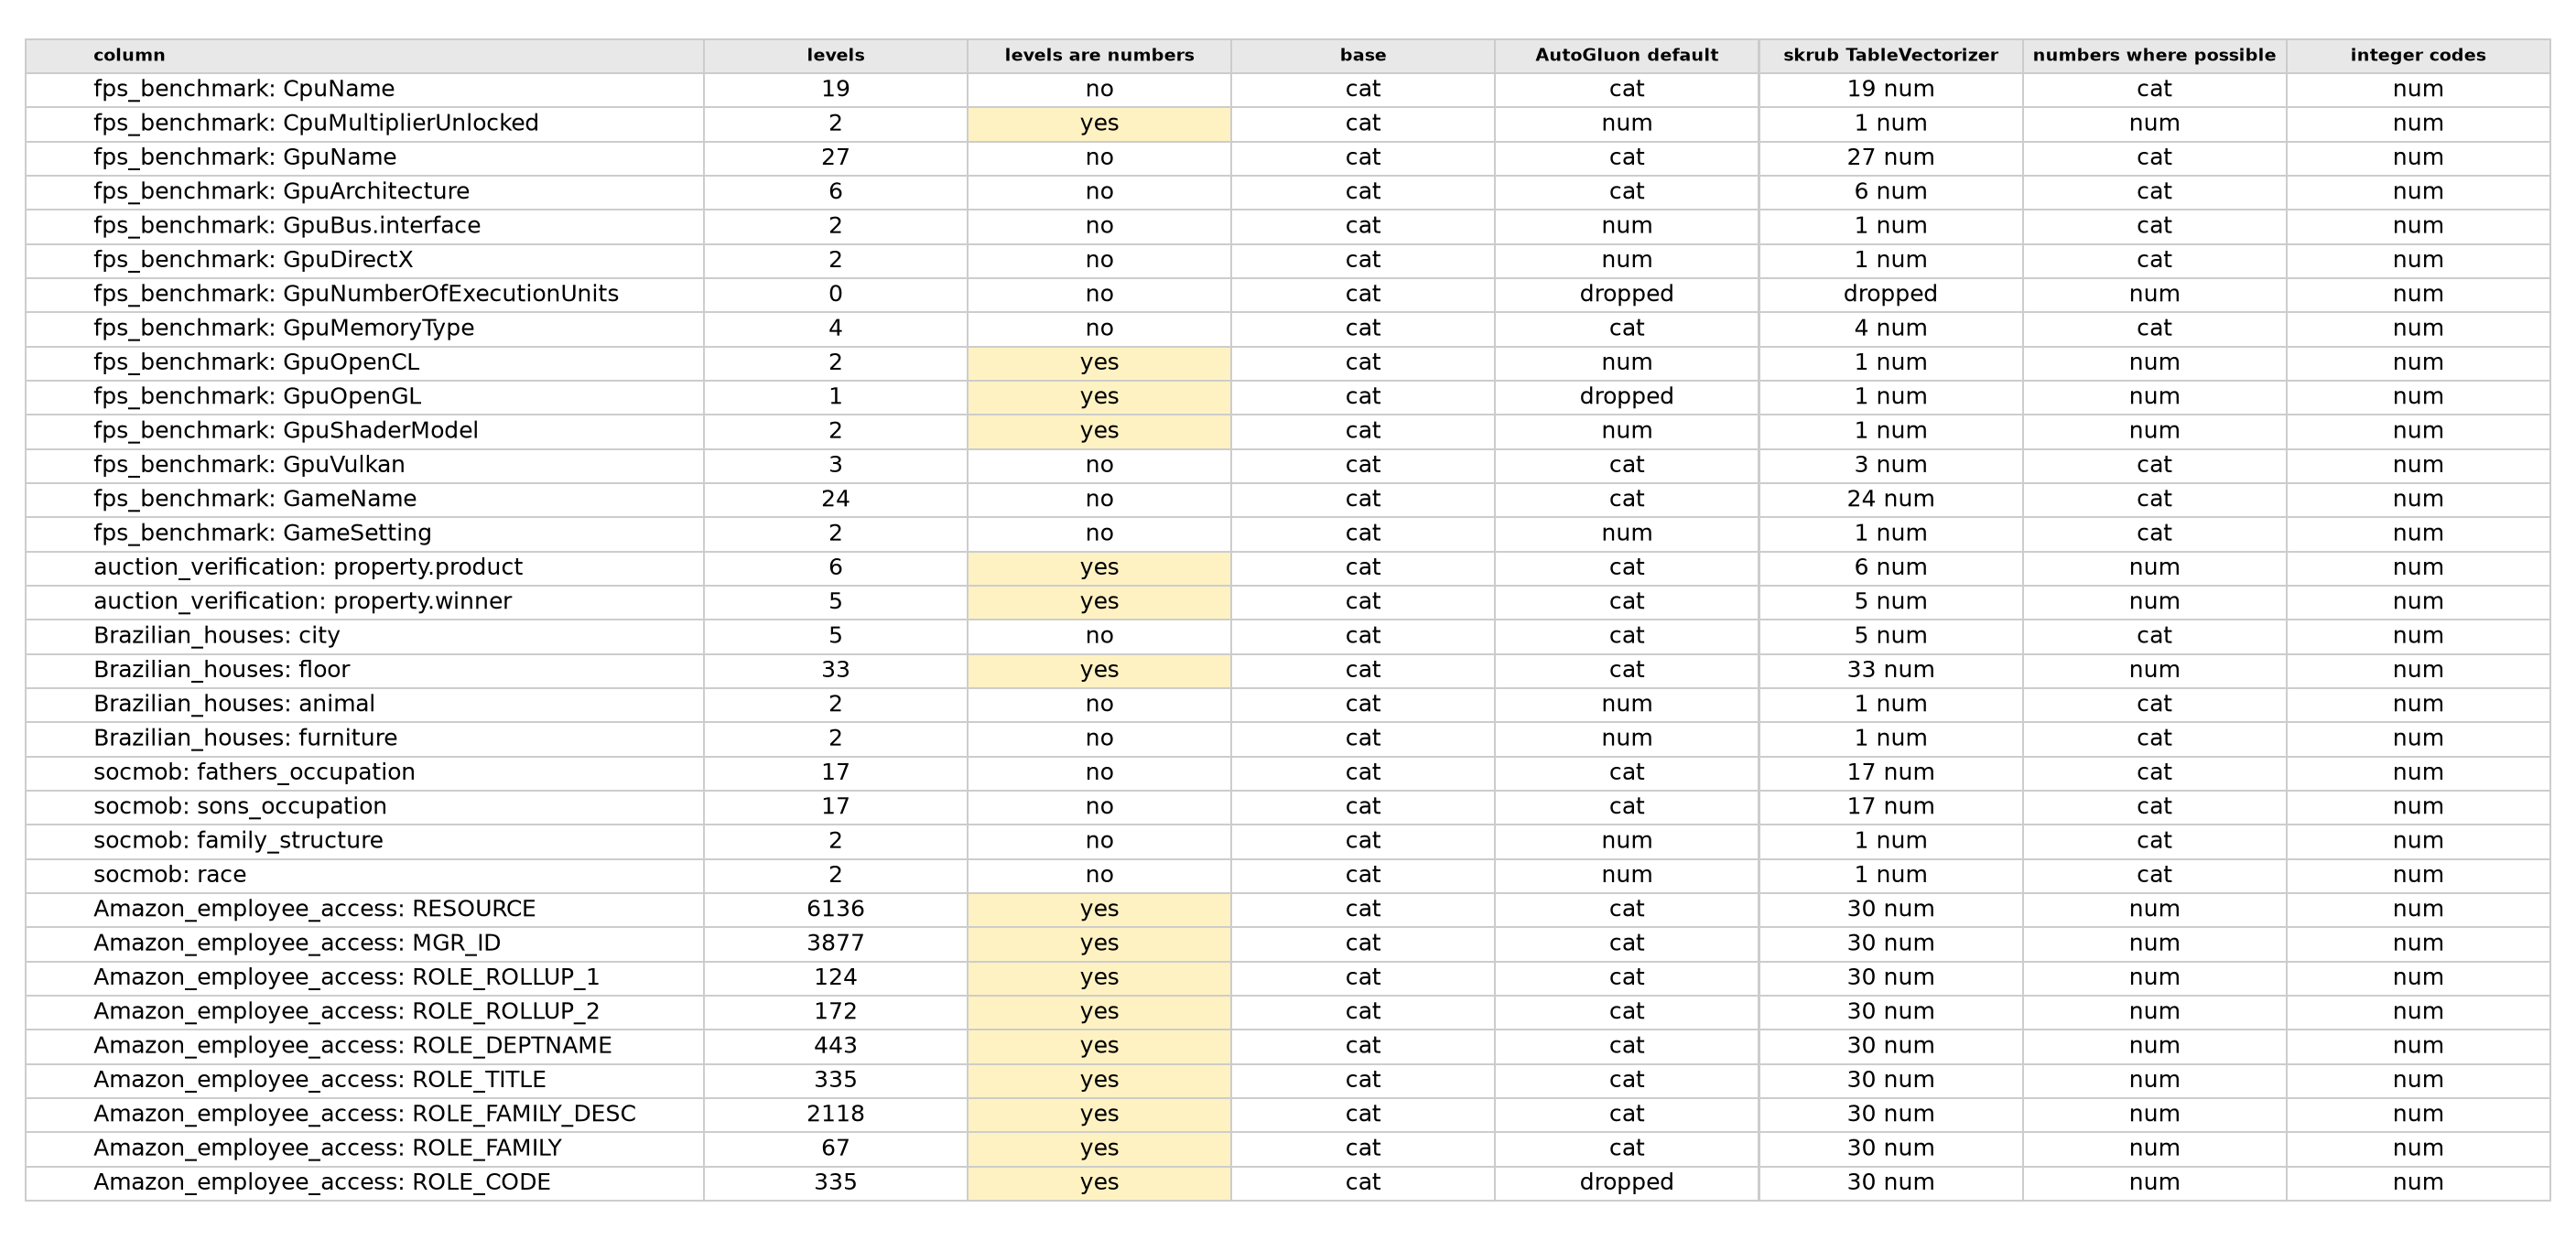 column levels levels are numbers base AutoGluon default skrub TableVectorizer numbers where possible integer codes
fps_benchmark: CpuName 19 no cat cat 19 num cat num
fps_benchmark: CpuMultiplierUnlocked 2 yes cat num 1 num num num
fps_benchmark: GpuName 27 no cat cat 27 num cat num
fps_benchmark: GpuArchitecture 6 no cat cat 6 num cat num
fps_benchmark: GpuBus.interface 2 no cat num 1 num cat num
fps_benchmark: GpuDirectX 2 no cat num 1 num cat num
fps_benchmark: GpuNumberOfExecutionUnits 0 no cat dropped dropped num num
fps_benchmark: GpuMemoryType 4 no cat cat 4 num cat num
fps_benchmark: GpuOpenCL 2 yes cat num 1 num num num
fps_benchmark: GpuOpenGL 1 yes cat dropped 1 num num num
fps_benchmark: GpuShaderModel 2 yes cat num 1 num num num
fps_benchmark: GpuVulkan 3 no cat cat 3 num cat num
fps_benchmark: GameName 24 no cat cat 24 num cat num
fps_benchmark: GameSetting 2 no cat num 1 num cat num
auction_verification: property.product 6 yes cat cat 6 num num num
auction_verification: property.winner 5 yes cat cat 5 num num num
Brazilian_houses: city 5 no cat cat 5 num cat num
Brazilian_houses: floor 33 yes cat cat 33 num num num
Brazilian_houses: animal 2 no cat num 1 num cat num
Brazilian_houses: furniture 2 no cat num 1 num cat num
socmob: fathers_occupation 17 no cat cat 17 num cat num
socmob: sons_occupation 17 no cat cat 17 num cat num
socmob: family_structure 2 no cat num 1 num cat num
socmob: race 2 no cat num 1 num cat num
Amazon_employee_access: RESOURCE 6136 yes cat cat 30 num num num
Amazon_employee_access: MGR_ID 3877 yes cat cat 30 num num num
Amazon_employee_access: ROLE_ROLLUP_1 124 yes cat cat 30 num num num
Amazon_employee_access: ROLE_ROLLUP_2 172 yes cat cat 30 num num num
Amazon_employee_access: ROLE_DEPTNAME 443 yes cat cat 30 num num num
Amazon_employee_access: ROLE_TITLE 335 yes cat cat 30 num num num
Amazon_employee_access: ROLE_FAMILY_DESC 2118 yes cat cat 30 num num num
Amazon_employee_access: ROLE_FAMILY 67 yes cat cat 30 num num num
Amazon_employee_access: ROLE_CODE 335 yes cat dropped 30 num num num